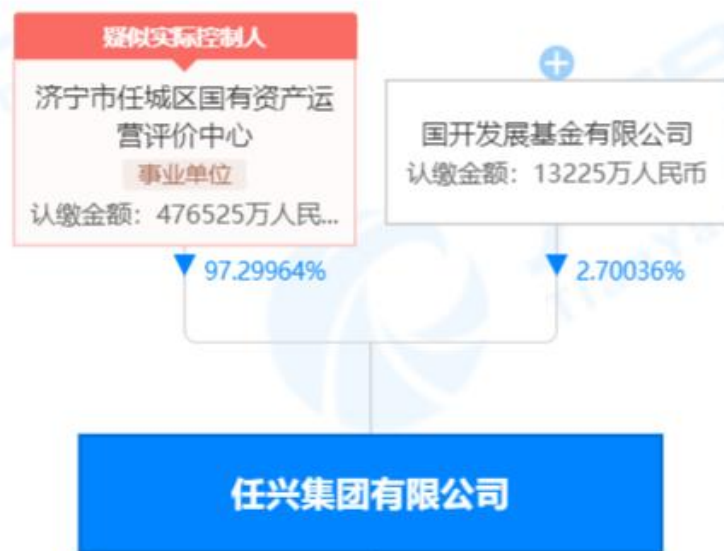 疑似实际控制人
济宁市任城区国有资产运
营评价中心
事业单位
认缴金额：476525万人民...
国开发展基金有限公司
认缴金额：13225万人民币
97.29964%
2.70036%
任兴集团有限公司